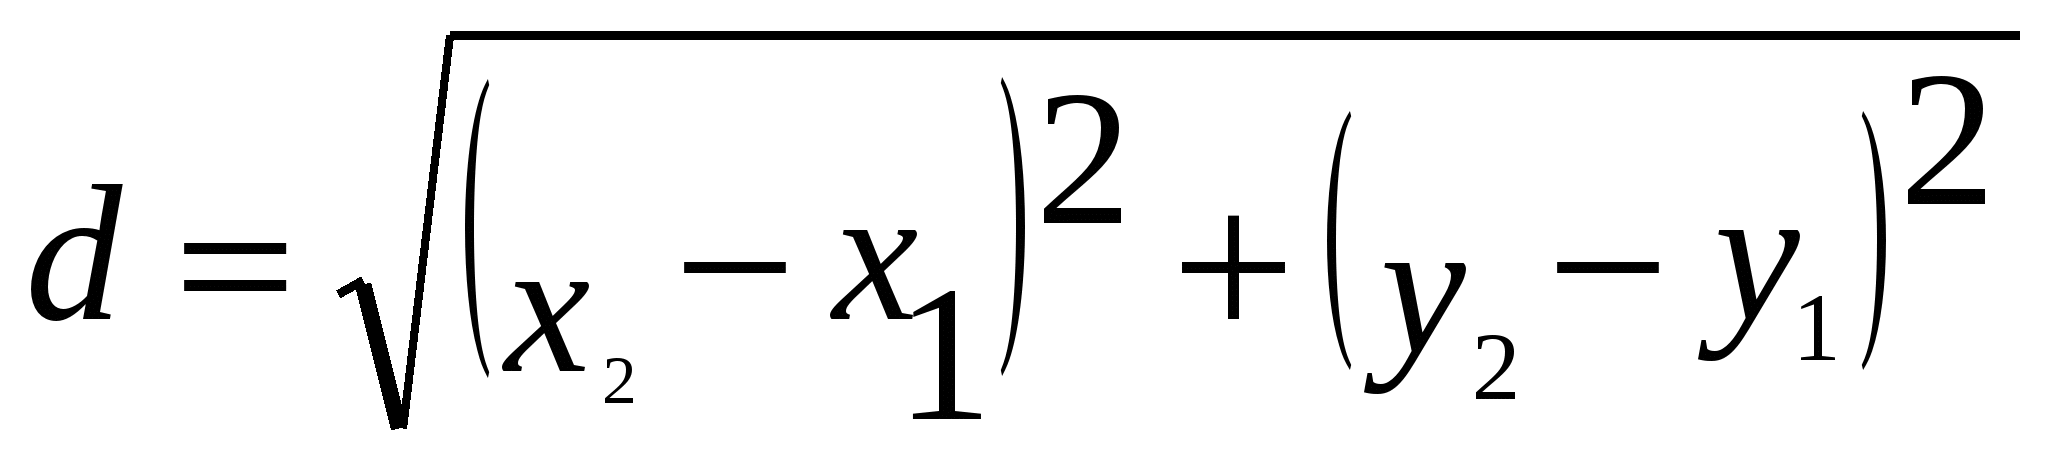 d = √((x₂ − x₁)² + (y₂ − y₁)²)